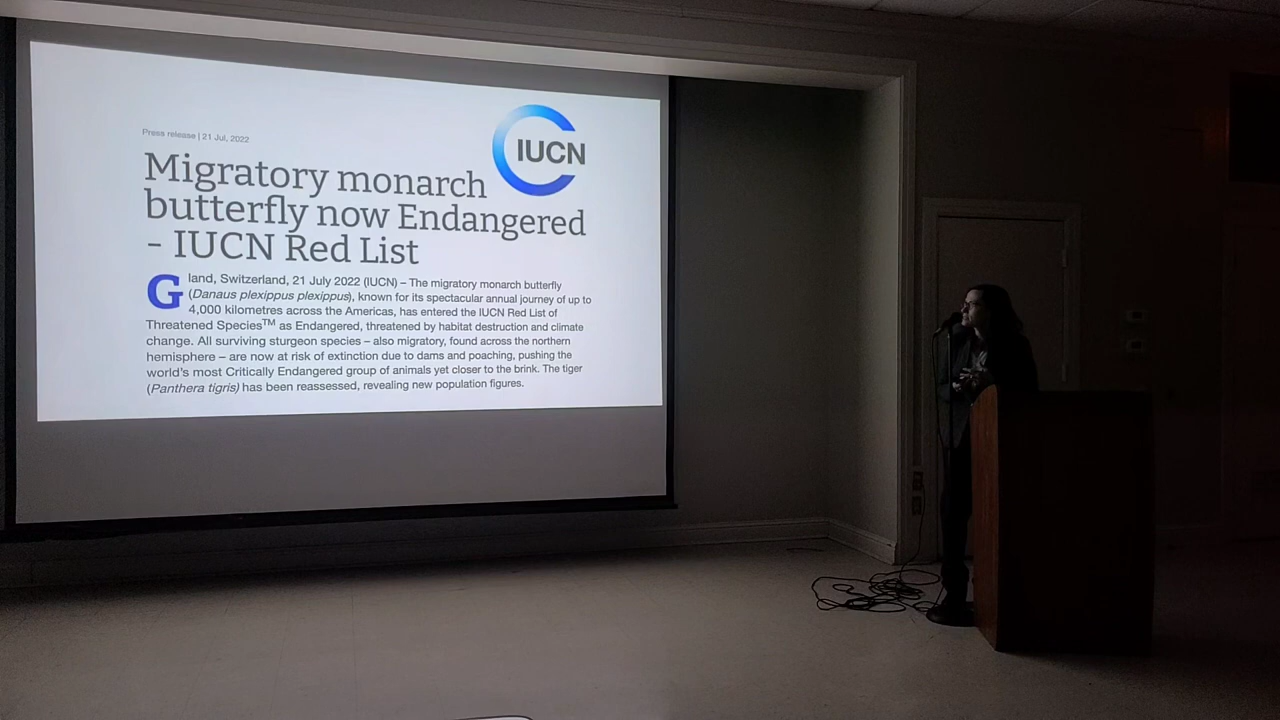 Press release | 21 Jul, 2022
IUCN
Migratory monarch
butterfly now Endangered
- IUCN Red List
Gland, Switzerland, 21 July 2022 (IUCN) – The migratory monarch butterfly
(Danaus plexippus plexippus), known for its spectacular annual journey of up to
4,000 kilometres across the Americas, has entered the IUCN Red List of
Threatened Species™ as Endangered, threatened by habitat destruction and climate
change. All surviving sturgeon species – also migratory, found across the northern
hemisphere – are now at risk of extinction due to dams and poaching, pushing the
world's most Critically Endangered group of animals yet closer to the brink. The tiger
(Panthera tigris) has been reassessed, revealing new population figures.